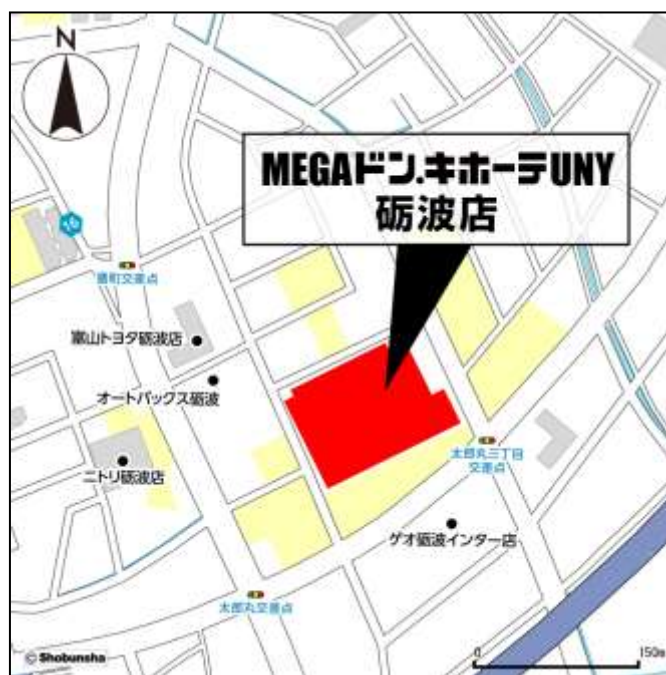 N
MEGAドン.キホーテUNY
砺波店
16
鷹町交差点
富山トヨタ砺波店
オートバックス砺波
ニトリ砺波店
太郎丸三丁目
交差点
ゲオ砺波インター店
太郎丸交差点
© Shobunsha
0
150m